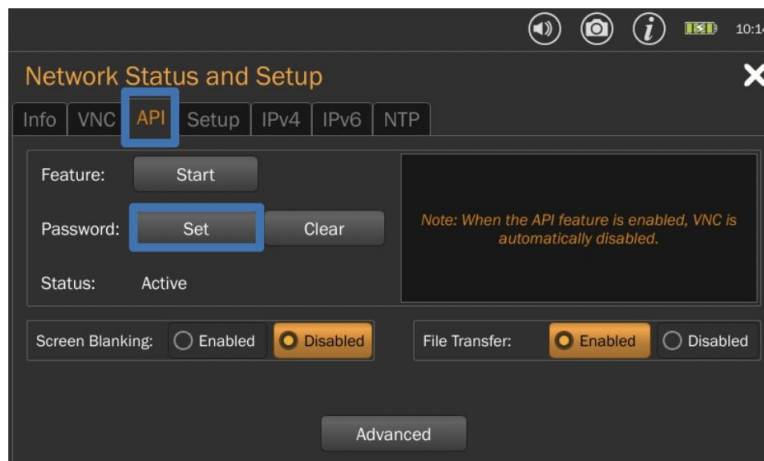 10:14
Network Status and Setup
Info VNC API Setup IPv4 IPv6 NTP
Feature: Start
Password: Set Clear
Note: When the API feature is enabled, VNC is
automatically disabled.
Status: Active
Screen Blanking: Enabled Disabled File Transfer: Enabled Disabled
Advanced